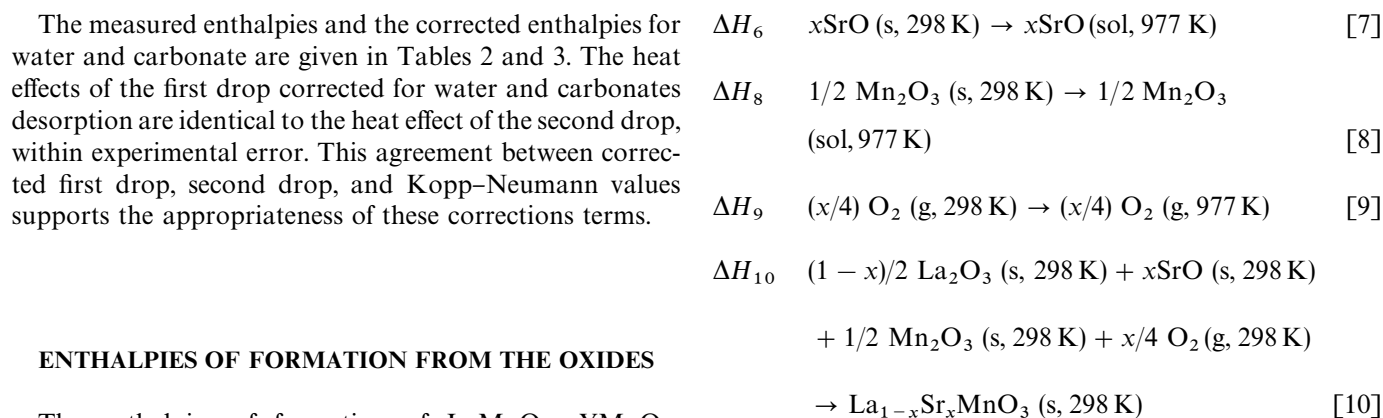 The measured enthalpies and the corrected enthalpies for
water and carbonate are given in Tables 2 and 3. The heat
effects of the first drop corrected for water and carbonates
desorption are identical to the heat effect of the second drop,
within experimental error. This agreement between correc-
ted first drop, second drop, and Kopp–Neumann values
supports the appropriateness of these corrections terms.
ENTHALPIES OF FORMATION FROM THE OXIDES
ΔH₆ xSrO (s, 298 K) → xSrO (sol, 977 K) [7]
ΔH₈ 1/2 Mn₂O₃ (s, 298 K) → 1/2 Mn₂O₃
(sol, 977 K) [8]
ΔH₉ (x/4) O₂ (g, 298 K) → (x/4) O₂ (g, 977 K) [9]
ΔH₁₀ (1 − x)/2 La₂O₃ (s, 298 K) + xSrO (s, 298 K)
+ 1/2 Mn₂O₃ (s, 298 K) + x/4 O₂ (g, 298 K)
→ La₁₋ₓSrₓMnO₃ (s, 298 K) [10]